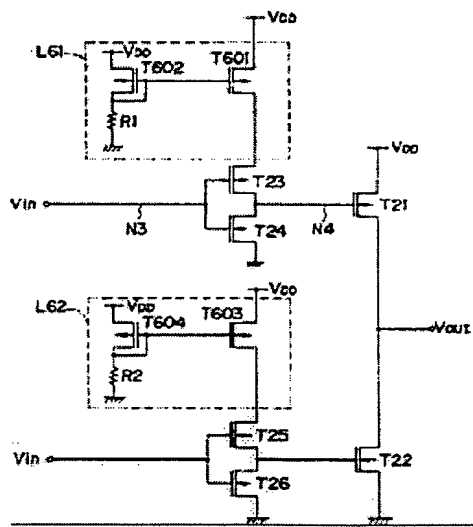 VDD
L61
VDD
T602
T601
R1
T23
VDD
Vin
T21
N3
T24
N4
VDD
L62
VDD
T604
T603
Vout
R2
T25
Vin
T22
T26